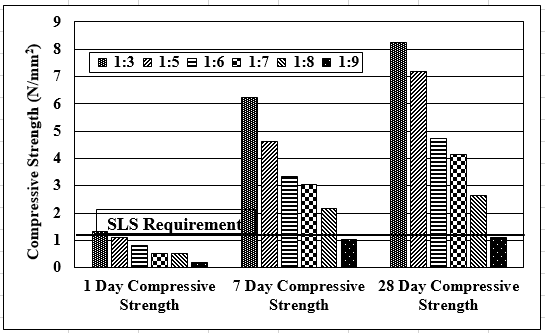 9
8
7
6
5
4
3
2
1
0
Compressive Strength (N/mm²)
1:3 1:5 1:6 1:7 1:8 1:9
SLS Requirement
1 Day Compressive
Strength
7 Day Compressive
Strength
28 Day Compressive
Strength